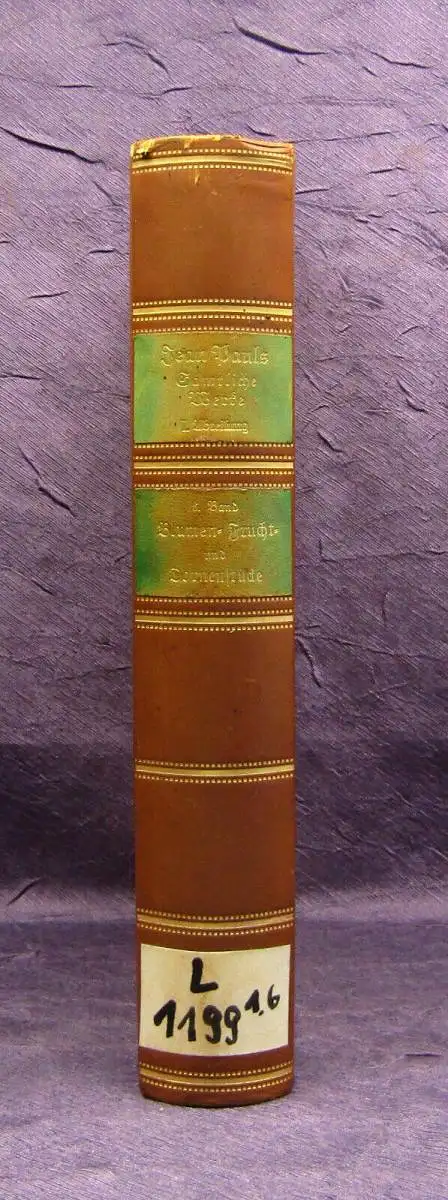 Jean Pauls
Sämtliche
Werke
I. Abteilung
6. Band
Blumen- Frucht-
und
Dornenstücke
L
1199 1,6